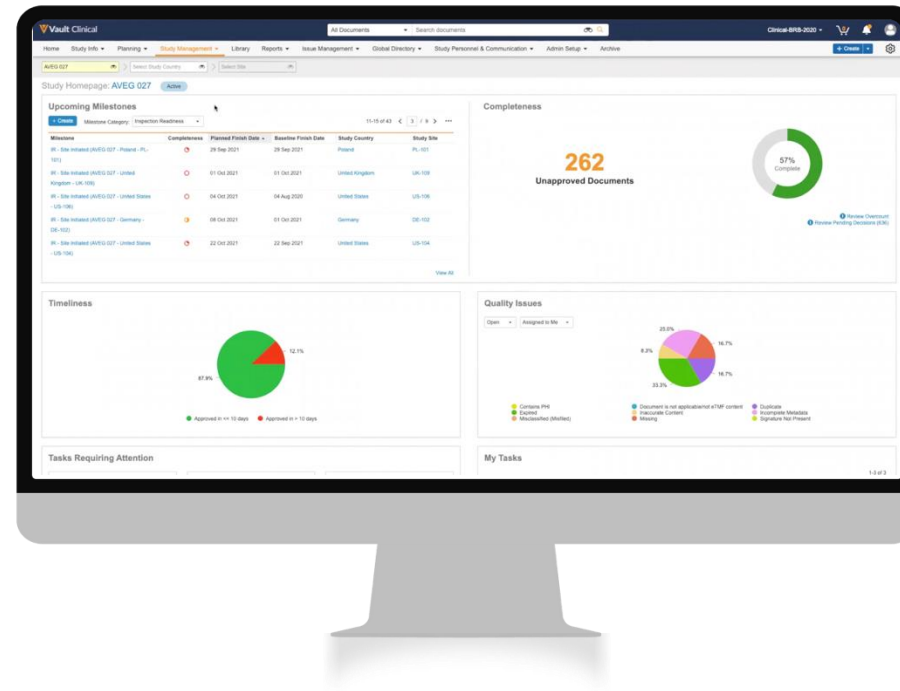 Vault Clinical
All Documents
Search documents
Clinical-BRB-2020
Home Study Info Planning Study Management Library Reports Issue Management Global Directory Study Personnel & Communication Admin Setup Archive
+ Create
AVEG 027 Select Study Country Select Site
Study Homepage: AVEG 027 Active
Upcoming Milestones
+ Create Milestone Category: Inspection Readiness 11-15 of 43 3 / 9
Milestone Completeness Planned Finish Date Baseline Finish Date Study Country Study Site
IR - Site Initiated (AVEG 027 - Poland - PL-101) 29 Sep 2021 29 Sep 2021 Poland PL-101
IR - Site Initiated (AVEG 027 - United Kingdom - UK-109) 01 Oct 2021 01 Oct 2021 United Kingdom UK-109
IR - Site Initiated (AVEG 027 - United States - US-106) 04 Oct 2021 04 Aug 2020 United States US-106
IR - Site Initiated (AVEG 027 - Germany - DE-102) 09 Oct 2021 01 Oct 2021 Germany DE-102
IR - Site Initiated (AVEG 027 - United States - US-104) 22 Oct 2021 22 Sep 2021 United States US-104
View All
Completeness
262
Unapproved Documents
57%
Complete
Review Overcount
Review Pending Decisions (636)
Timeliness
12.1%
87.9%
Approved in <= 10 days Approved in > 10 days
Quality Issues
Open Assigned to Me
25.0%
16.7%
8.3%
16.7%
33.3%
Contains PHI Document is not applicable/not eTMF content Duplicate
Expired Inaccurate Content Incomplete Metadata
Misclassified (Misfiled) Missing Signature Not Present
Tasks Requiring Attention
My Tasks
1-3 of 3